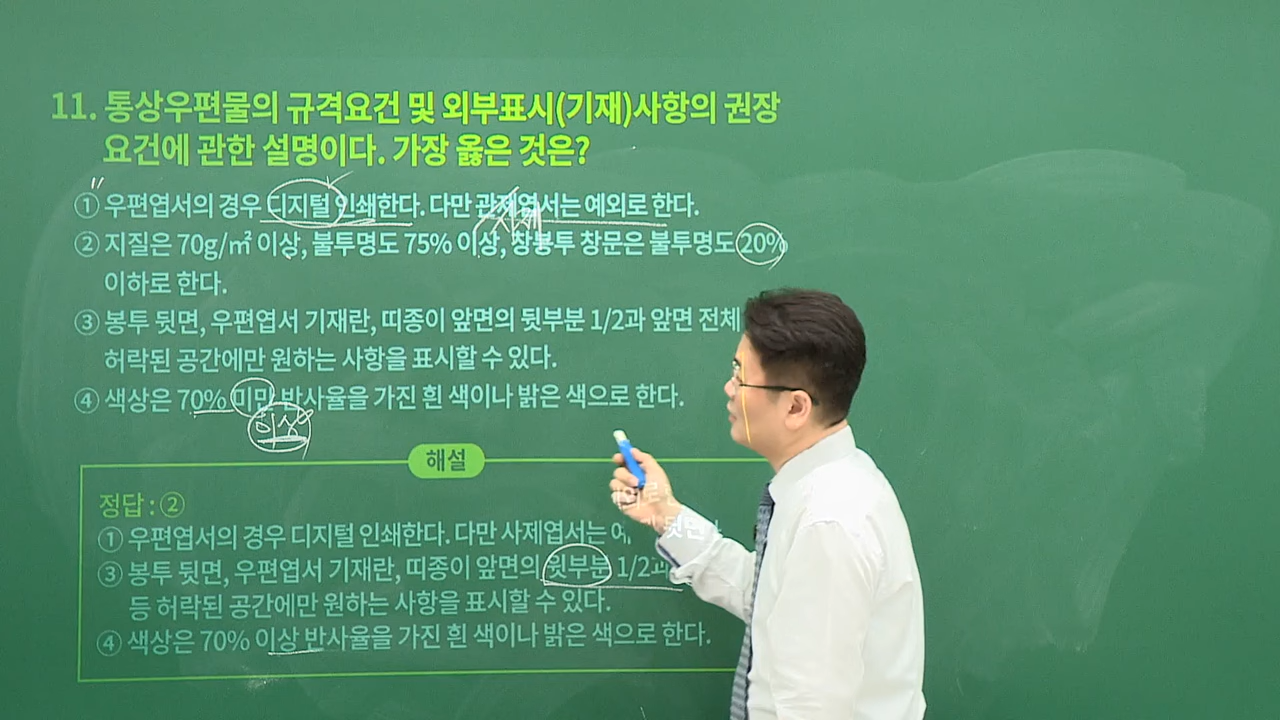 11. 통상우편물의 규격요건 및 외부표시(기재)사항의 권장
요건에 관한 설명이다. 가장 옳은 것은?
① 우편엽서의 경우 디지털 인쇄한다. 다만 관제엽서는 예외로 한다.
사제
② 지질은 70g/㎡ 이상, 불투명도 75% 이상, 창봉투 창문은 불투명도 20%
이하로 한다.
③ 봉투 뒷면, 우편엽서 기재란, 띠종이 앞면의 뒷부분 1/2과 앞면 전체
허락된 공간에만 원하는 사항을 표시할 수 있다.
④ 색상은 70% 미만 반사율을 가진 흰 색이나 밝은 색으로 한다.
이상
해설
정답 : ②
① 우편엽서의 경우 디지털 인쇄한다. 다만 사제엽서는 예
③ 봉투 뒷면, 우편엽서 기재란, 띠종이 앞면의 윗부분 1/2과
등 허락된 공간에만 원하는 사항을 표시할 수 있다.
④ 색상은 70% 이상 반사율을 가진 흰 색이나 밝은 색으로 한다.